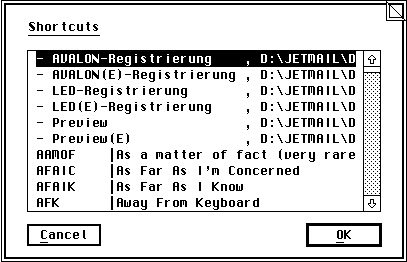 Shortcuts
- AVALON-Registrierung , D:\JETMAIL\D
- AVALON(E)-Registrierung , D:\JETMAIL\D
- LED-Registrierung , D:\JETMAIL\D
- LED(E)-Registrierung , D:\JETMAIL\D
- Preview , D:\JETMAIL\D
- Preview(E) , D:\JETMAIL\D
AAMOF |As a matter of fact (very rare
AFAIC |As Far As I'm Concerned
AFAIK |As Far As I Know
AFK |Away From Keyboard
Cancel OK